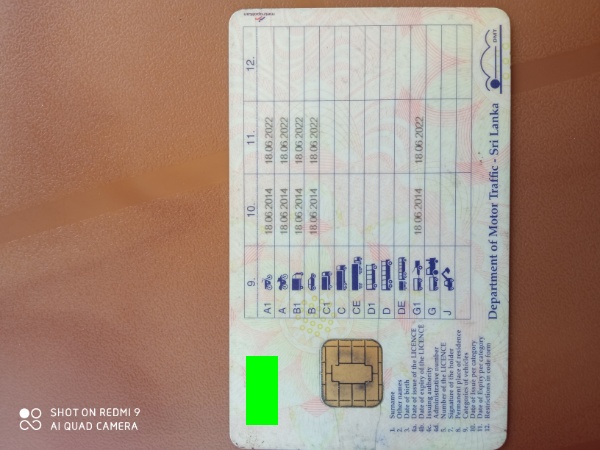 9. 10. 11. 12.
A1 18.06.2014 18.06.2022
A 18.06.2014 18.06.2022
B1 18.06.2014 18.06.2022
B 18.06.2014 18.06.2022
C1
C
CE
D1
D
DE
G1 18.06.2014 18.06.2022
G
J
1. Surname
2. Other names
3. Date of birth
4a. Date of issue of the LICENCE
4b. Date of expiry of the LICENCE
4c. Issuing authority
4d. Administrative number
5. Number of the LICENCE
7. Signature of the holder
8. Permanent place of residence
9. Categories of vehicles
10. Date of Issue per category
11. Date of Expiry per category
12. Restrictions in code form
Department of Motor Traffic - Sri Lanka
DMT
SHOT ON REDMI 9
AI QUAD CAMERA